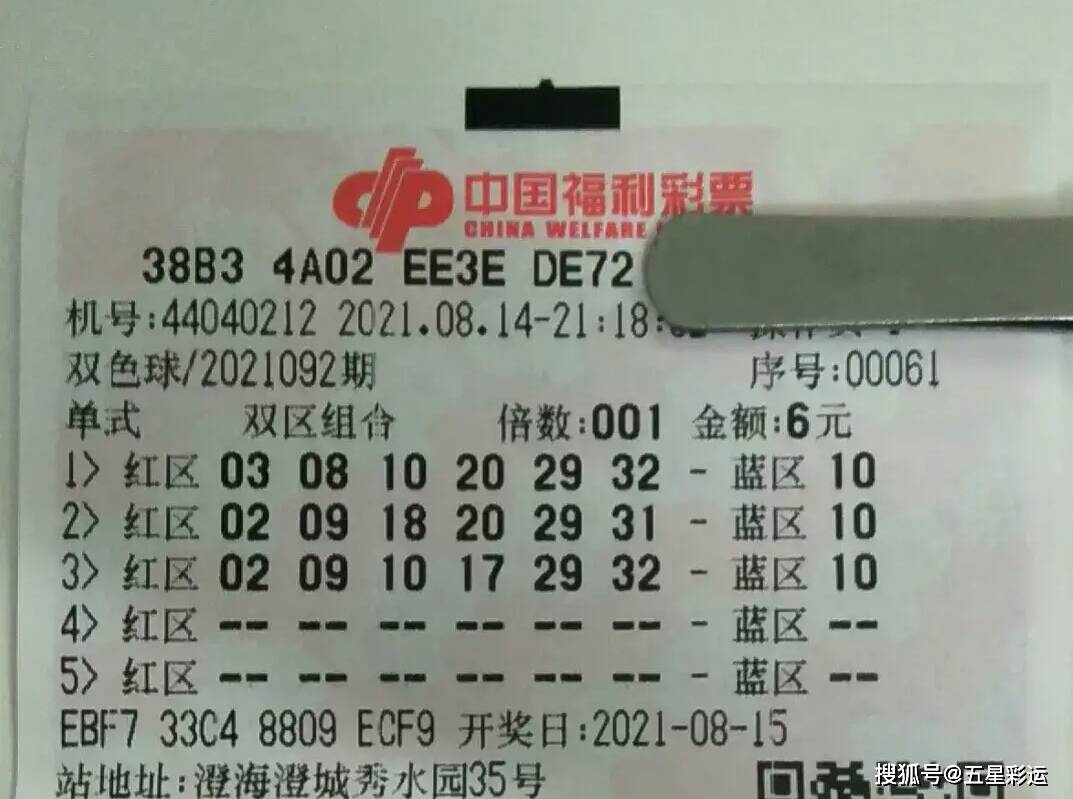 中国福利彩票
CHINA WELFARE
38B3 4A02 EE3E DE72
机号:44040212 2021.08.14-21:18:
双色球/2021092期 序号:00061
单式 双区组合 倍数:001 金额:6元
1> 红区 03 08 10 20 29 32 - 蓝区 10
2> 红区 02 09 18 20 29 31 - 蓝区 10
3> 红区 02 09 10 17 29 32 - 蓝区 10
4> 红区 -- -- -- -- -- -- - 蓝区 --
5> 红区 -- -- -- -- -- -- - 蓝区 --
EBF7 33C4 8809 ECF9 开奖日:2021-08-15
站地址:澄海澄城秀水园35号
搜狐号@五星彩运